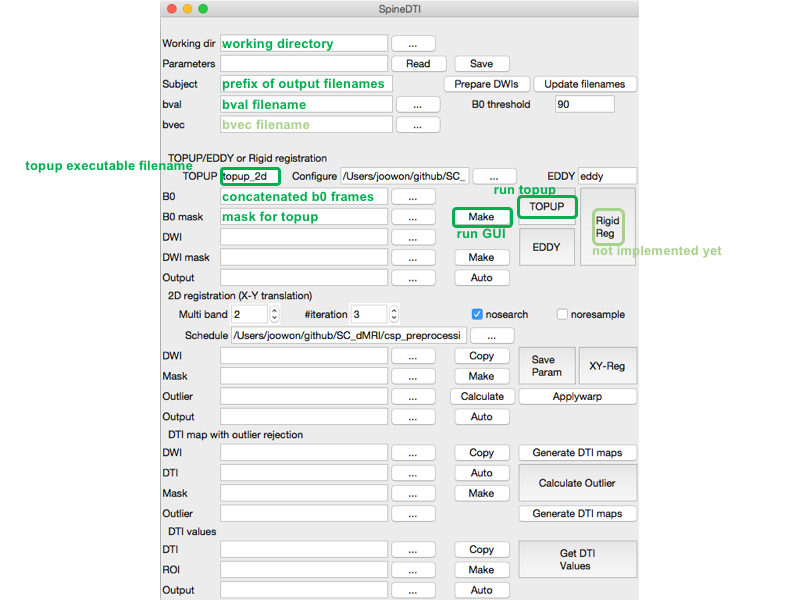 SpineDTI
Working dir working directory ...
Parameters Read Save
Subject prefix of output filenames Prepare DWIs Update filenames
bval bval filename ... B0 threshold 90
bvec bvec filename ...
TOPUP/EDDY or Rigid registration
topup executable filename
TOPUP topup_2d Configure /Users/joowon/github/SC_ ... EDDY eddy
run topup
B0 concatenated b0 frames ... TOPUP
B0 mask mask for topup ... Make Rigid Reg
run GUI
DWI ... EDDY
not implemented yet
DWI mask ... Make
Output ... Auto
2D registration (X-Y translation)
Multi band 2 #iteration 3 nosearch noresample
Schedule /Users/joowon/github/SC_dMRI/csp_preprocessi ...
DWI ... Copy Save Param XY-Reg
Mask ... Make
Outlier ... Calculate Applywarp
Output ... Auto
DTI map with outlier rejection
DWI ... Copy Generate DTI maps
DTI ... Auto Calculate Outlier
Mask ... Make
Outlier ... Generate DTI maps
DTI values
DTI ... Copy Get DTI Values
ROI ... Make
Output ... Auto